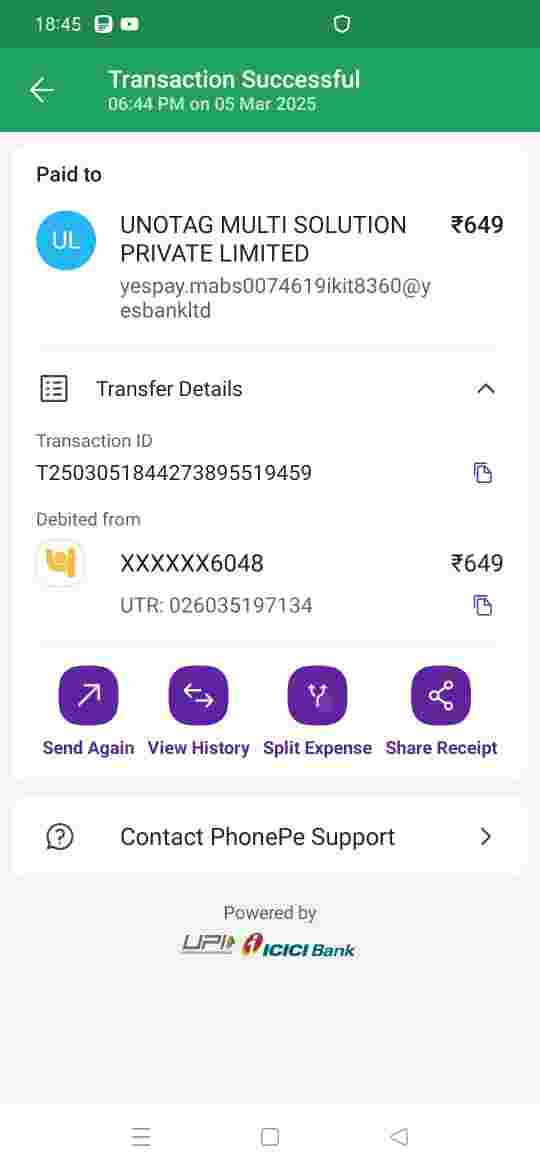 18:45
Transaction Successful
06:44 PM on 05 Mar 2025
Paid to
UL
UNOTAG MULTI SOLUTION ₹649
PRIVATE LIMITED
yespay.mabs0074619ikit8360@y
esbankltd
Transfer Details
Transaction ID
T2503051844273895519459
Debited from
XXXXXX6048 ₹649
UTR: 026035197134
Send Again View History Split Expense Share Receipt
Contact PhonePe Support
Powered by
UPI ICICI Bank